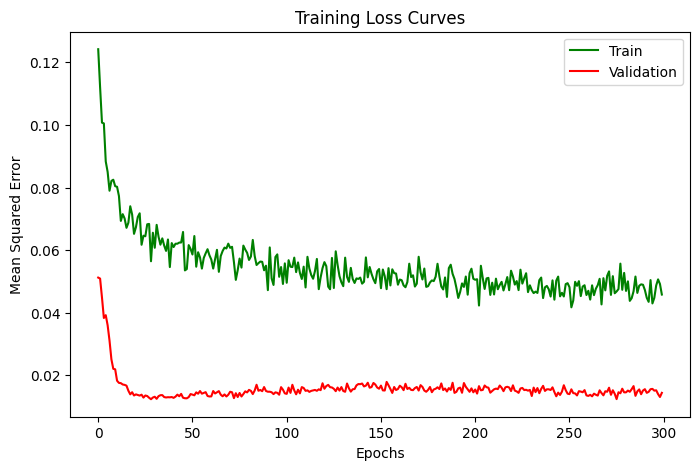 Training Loss Curves
Train
Validation
Mean Squared Error
0.12
0.10
0.08
0.06
0.04
0.02
0
50
100
150
200
250
300
Epochs